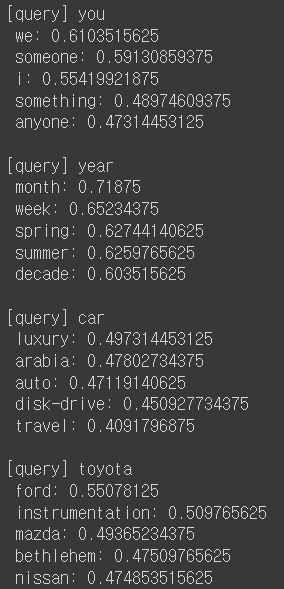 [query] you
we: 0.6103515625
someone: 0.59130859375
i: 0.55419921875
something: 0.48974609375
anyone: 0.47314453125
[query] year
month: 0.71875
week: 0.65234375
spring: 0.62744140625
summer: 0.6259765625
decade: 0.603515625
[query] car
luxury: 0.497314453125
arabia: 0.47802734375
auto: 0.47119140625
disk-drive: 0.450927734375
travel: 0.4091796875
[query] toyota
ford: 0.55078125
instrumentation: 0.509765625
mazda: 0.49365234375
bethlehem: 0.47509765625
nissan: 0.474853515625